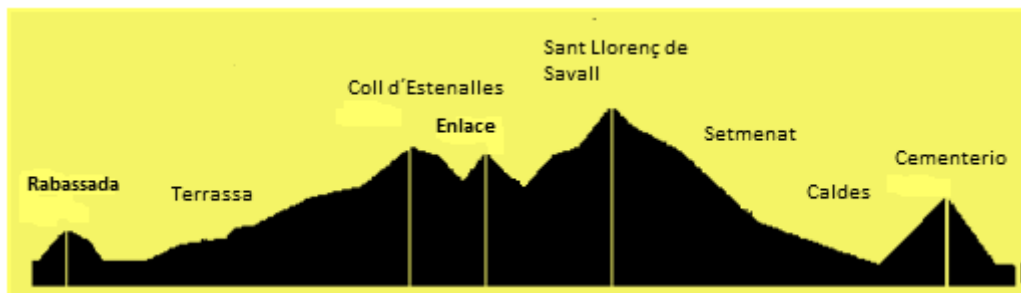 Sant Llorenç de
Savall
Coll d´Estenalles
Enlace
Setmenat
Cementerio
Rabassada
Terrassa
Caldes